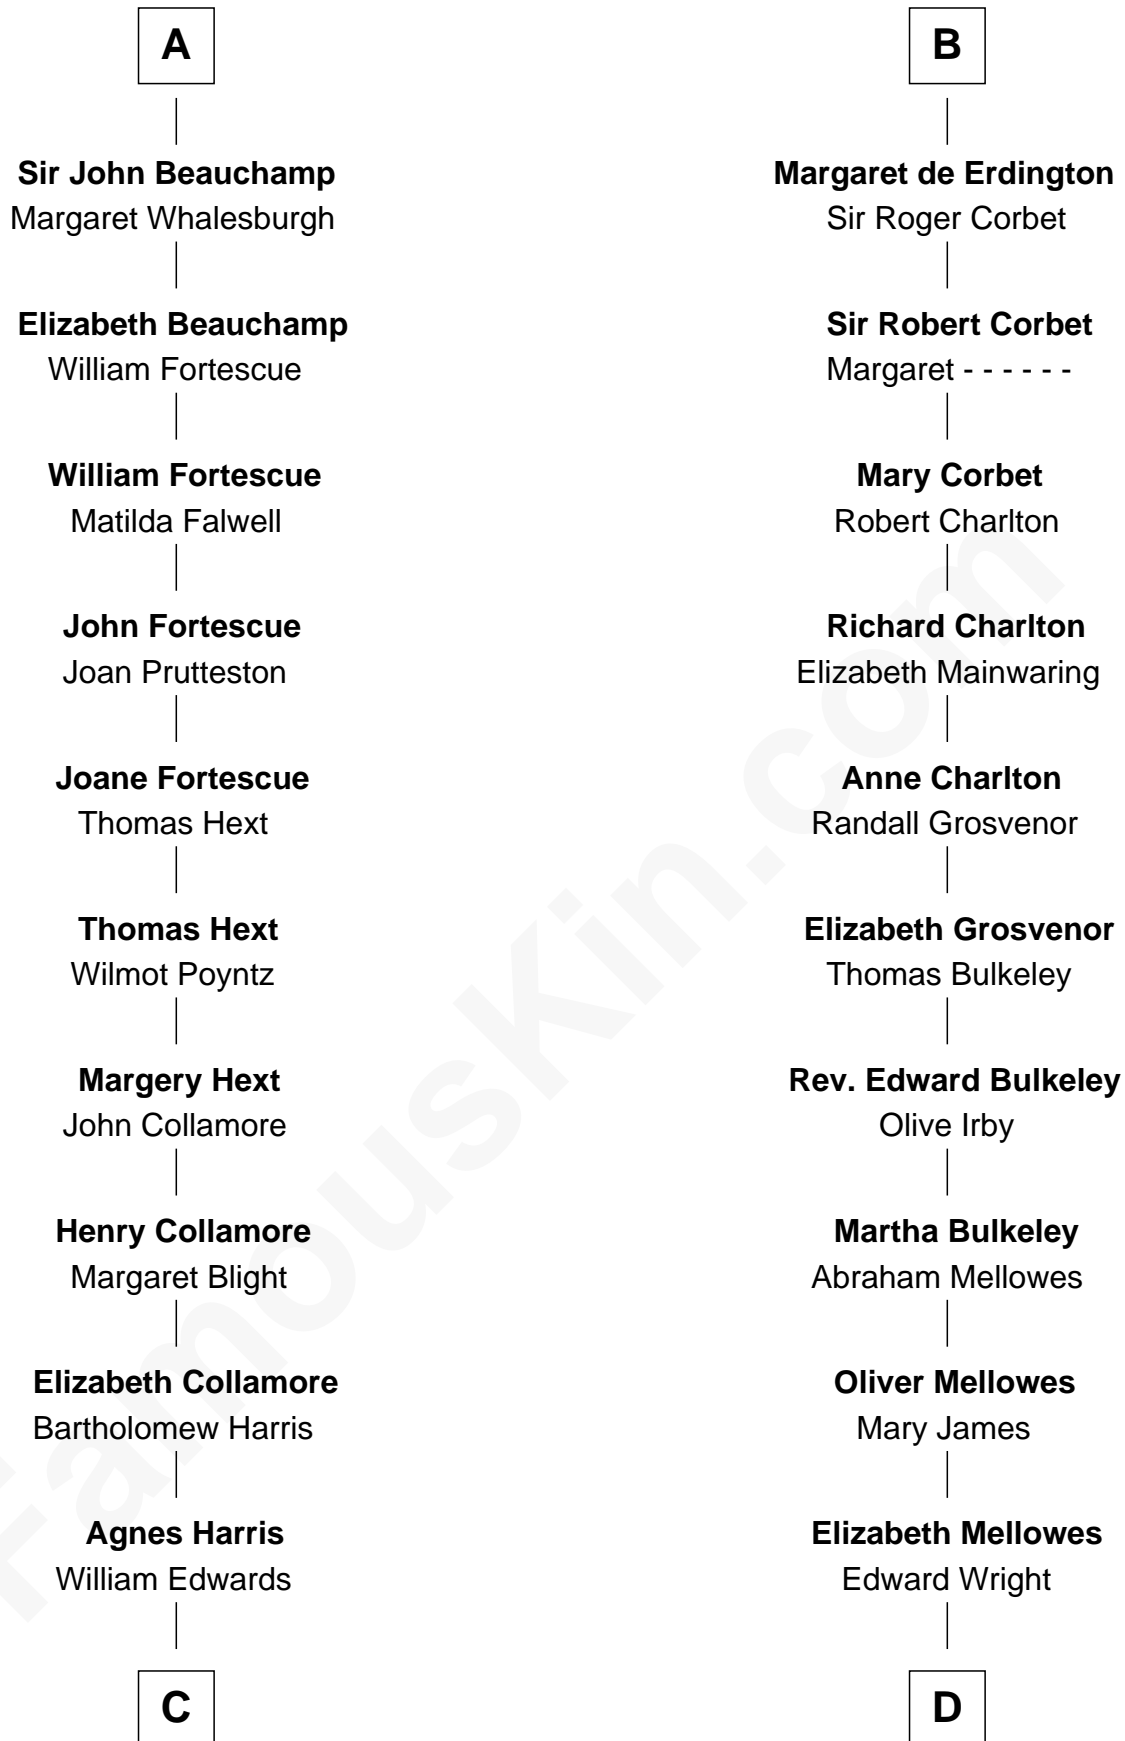 A
Sir John Beauchamp
Margaret Whalesburgh
Elizabeth Beauchamp
William Fortescue
William Fortescue
Matilda Falwell
John Fortescue
Joan Prutteston
Joane Fortescue
Thomas Hext
Thomas Hext
Wilmot Poyntz
Margery Hext
John Collamore
Henry Collamore
Margaret Blight
Elizabeth Collamore
Bartholomew Harris
Agnes Harris
William Edwards
C
B
Margaret de Erdington
Sir Roger Corbet
Sir Robert Corbet
Margaret - - - - - -
Mary Corbet
Robert Charlton
Richard Charlton
Elizabeth Mainwaring
Anne Charlton
Randall Grosvenor
Elizabeth Grosvenor
Thomas Bulkeley
Rev. Edward Bulkeley
Olive Irby
Martha Bulkeley
Abraham Mellowes
Oliver Mellowes
Mary James
Elizabeth Mellowes
Edward Wright
D
FamousKin.com